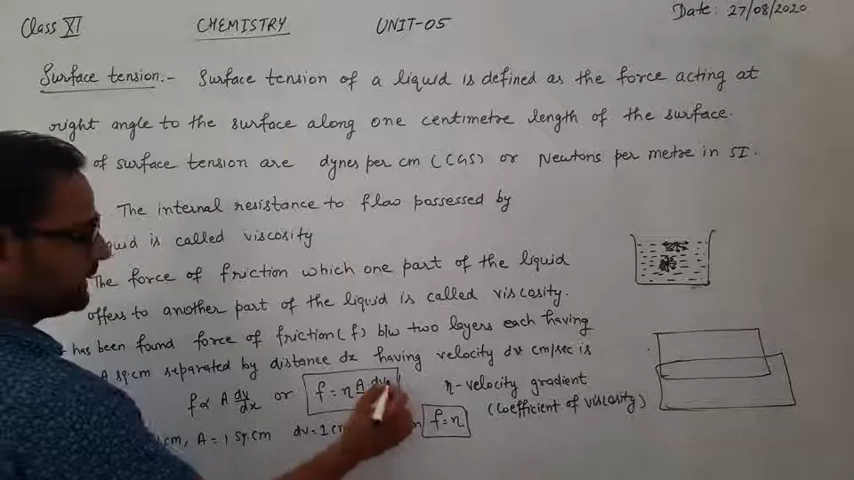 Class XI CHEMISTRY UNIT-05 Date: 27/08/2020
Surface tension.- Surface tension of a liquid is defined as the force acting at
right angle to the surface along one centimetre length of the surface.
of surface tension are dynes per cm (CGS) or Newtons per metre in SI.
The internal resistance to flow possessed by
is called viscosity
The force of friction which one part of the liquid
offers to another part of the liquid is called viscosity.
has been found force of friction (f) b/w two layers each having
A sq.cm separated by distance dx having velocity dv cm/sec is
f ∝ A dv/dx or f = η A.dv η-velocity gradient
(Coefficient of viscosity)
cm, A = 1 sq.cm dv=1 f=η